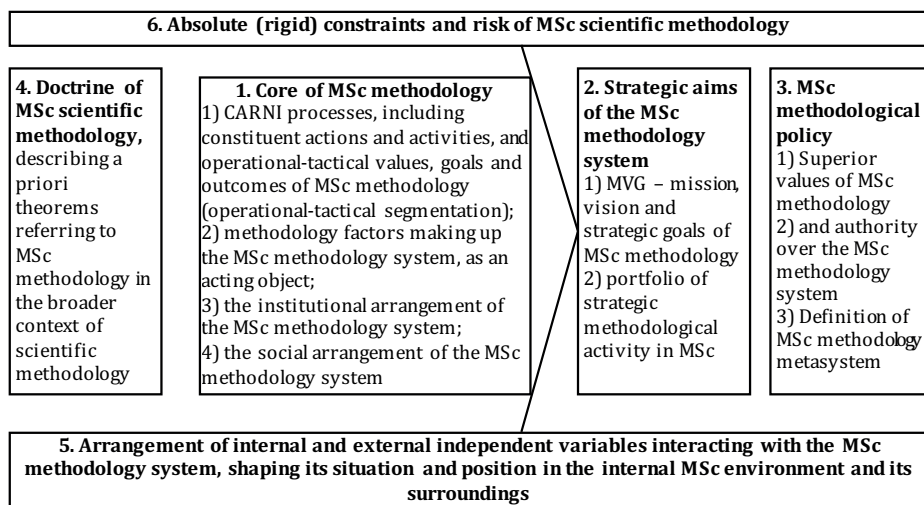 6. Absolute (rigid) constraints and risk of MSc scientific methodology
4. Doctrine of
MSc scientific
methodology,
describing a
priori
theorems
referring to
MSc
methodology in
the broader
context of
scientific
methodology
1. Core of MSc methodology
1) CARNI processes, including
constituent actions and activities, and
operational-tactical values, goals and
outcomes of MSc methodology
(operational-tactical segmentation);
2) methodology factors making up
the MSc methodology system, as an
acting object;
3) the institutional arrangement of
the MSc methodology system;
4) the social arrangement of the MSc
methodology system
2. Strategic aims
of the MSc
methodology
system
1) MVG – mission,
vision and
strategic goals of
MSc methodology
2) portfolio of
strategic
methodological
activity in MSc
3. MSc
methodological
policy
1) Superior
values of MSc
methodology
2) and authority
over the MSc
methodology
system
3) Definition of
MSc methodology
metasystem
5. Arrangement of internal and external independent variables interacting with the MSc
methodology system, shaping its situation and position in the internal MSc environment and its
surroundings